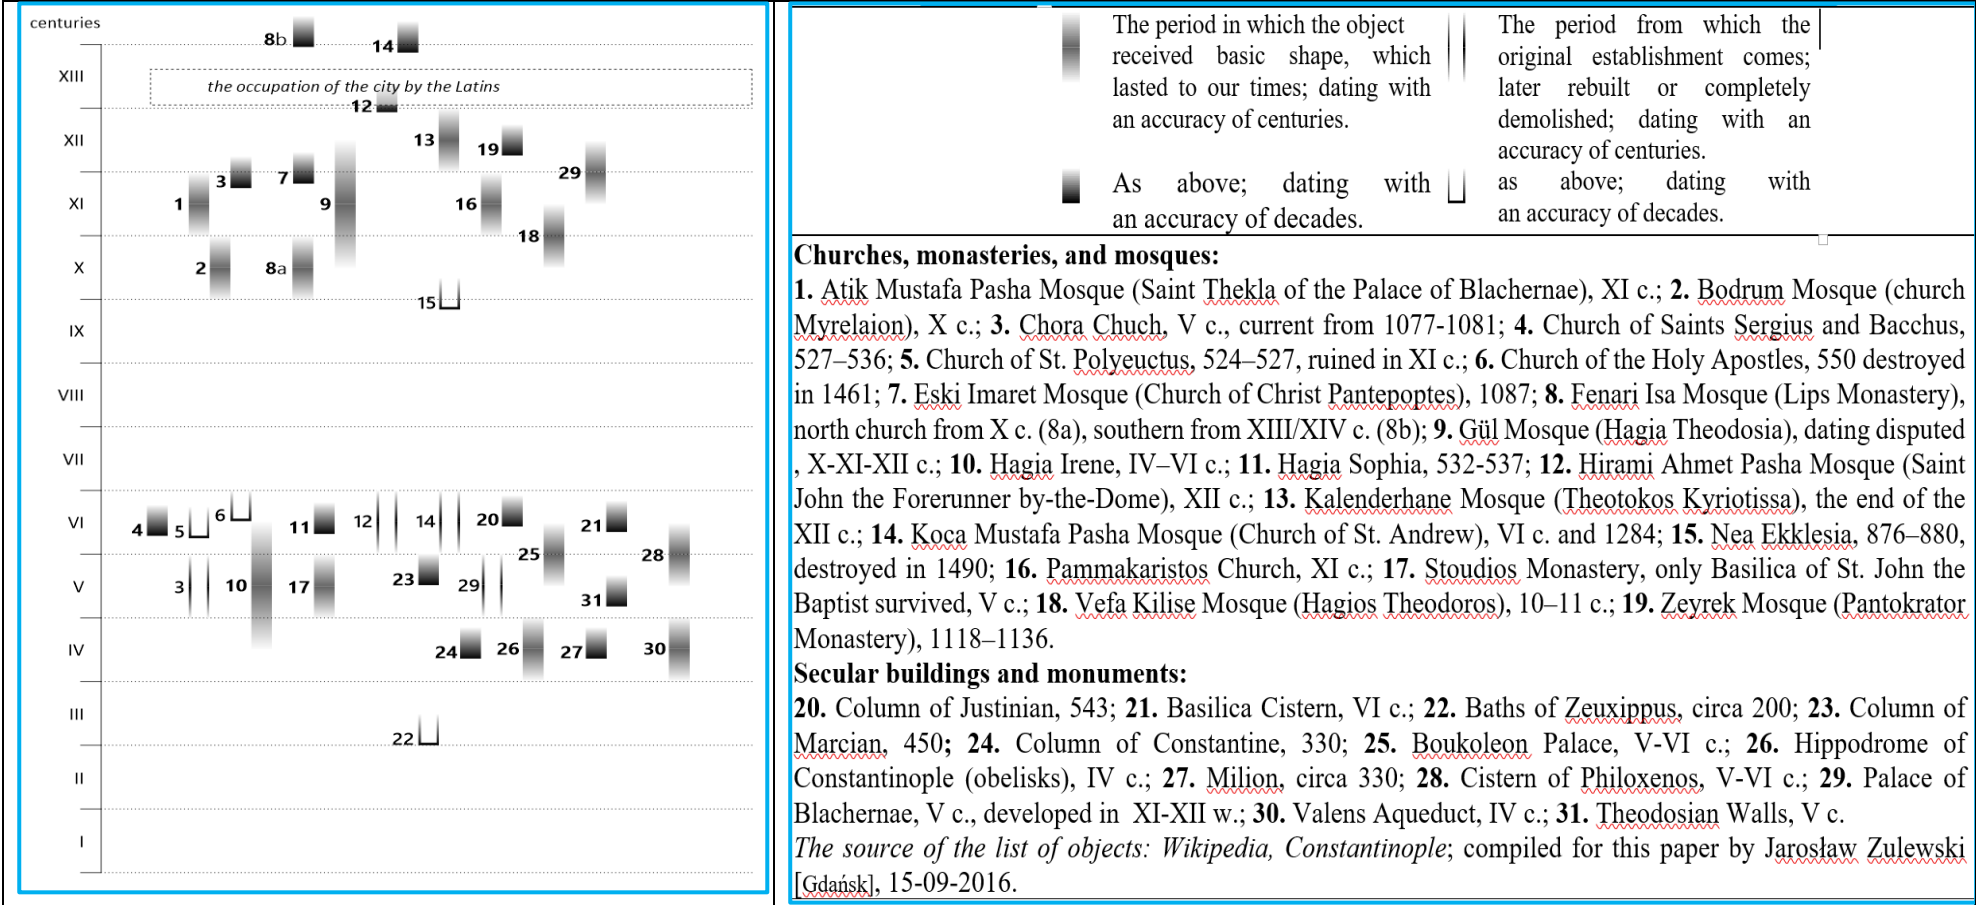 centuries
8b
14
XIII
the occupation of the city by the Latins
12
XII
13
19
29
3
7
XI
1
9
16
18
X
2
8a
15
IX
VIII
VII
VI
4
5
6
11
12
14
20
21
25
28
V
3
10
17
23
29
31
IV
24
26
27
30
III
22
II
I
The period in which the object
received basic shape, which
lasted to our times; dating with
an accuracy of centuries.
As above; dating with
an accuracy of decades.
The period from which the
original establishment comes;
later rebuilt or completely
demolished; dating with an
accuracy of centuries.
as above; dating with
an accuracy of decades.
Churches, monasteries, and mosques:
1. Atik Mustafa Pasha Mosque (Saint Thekla of the Palace of Blachernae), XI c.; 2. Bodrum Mosque (church
Myrelaion), X c.; 3. Chora Chuch, V c., current from 1077-1081; 4. Church of Saints Sergius and Bacchus,
527–536; 5. Church of St. Polyeuctus, 524–527, ruined in XI c.; 6. Church of the Holy Apostles, 550 destroyed
in 1461; 7. Eski Imaret Mosque (Church of Christ Pantepoptes), 1087; 8. Fenari Isa Mosque (Lips Monastery),
north church from X c. (8a), southern from XIII/XIV c. (8b); 9. Gül Mosque (Hagia Theodosia), dating disputed
, X-XI-XII c.; 10. Hagia Irene, IV–VI c.; 11. Hagia Sophia, 532-537; 12. Hirami Ahmet Pasha Mosque (Saint
John the Forerunner by-the-Dome), XII c.; 13. Kalenderhane Mosque (Theotokos Kyriotissa), the end of the
XII c.; 14. Koca Mustafa Pasha Mosque (Church of St. Andrew), VI c. and 1284; 15. Nea Ekklesia, 876–880,
destroyed in 1490; 16. Pammakaristos Church, XI c.; 17. Stoudios Monastery, only Basilica of St. John the
Baptist survived, V c.; 18. Vefa Kilise Mosque (Hagios Theodoros), 10–11 c.; 19. Zeyrek Mosque (Pantokrator
Monastery), 1118–1136.
Secular buildings and monuments:
20. Column of Justinian, 543; 21. Basilica Cistern, VI c.; 22. Baths of Zeuxippus, circa 200; 23. Column of
Marcian, 450; 24. Column of Constantine, 330; 25. Boukoleon Palace, V-VI c.; 26. Hippodrome of
Constantinople (obelisks), IV c.; 27. Milion, circa 330; 28. Cistern of Philoxenos, V-VI c.; 29. Palace of
Blachernae, V c., developed in XI-XII w.; 30. Valens Aqueduct, IV c.; 31. Theodosian Walls, V c.
The source of the list of objects: Wikipedia, Constantinople; compiled for this paper by Jarosław Zulewski
[Gdańsk], 15-09-2016.